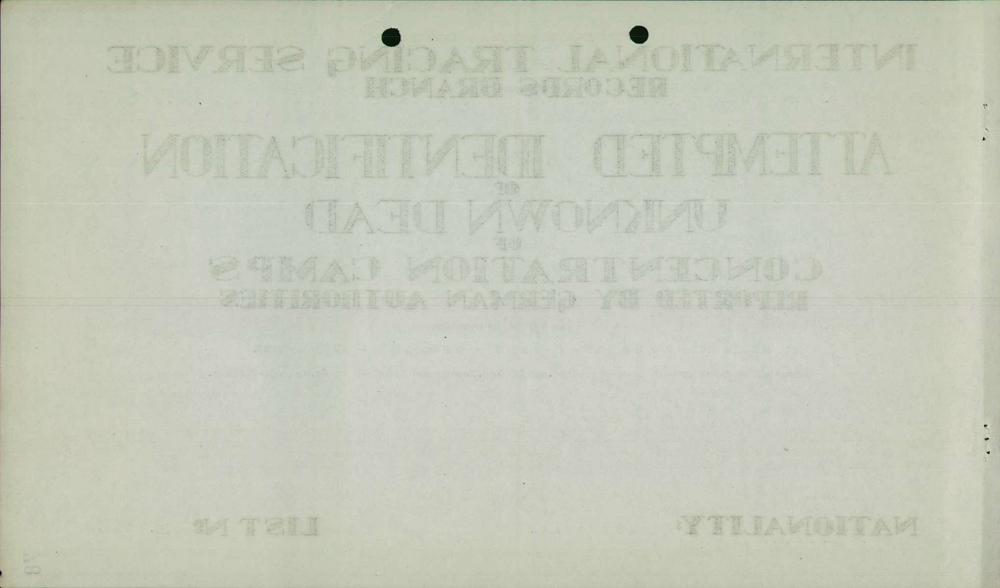 INTERNATIONAL TRACING SERVICE
RECORDS BRANCH
ATTEMPTED IDENTIFICATION
OF
UNKNOWN DEAD
OF
CONCENTRATION CAMPS
REPORTED BY GERMAN AUTHORITIES
NATIONALITY: LIST Nº